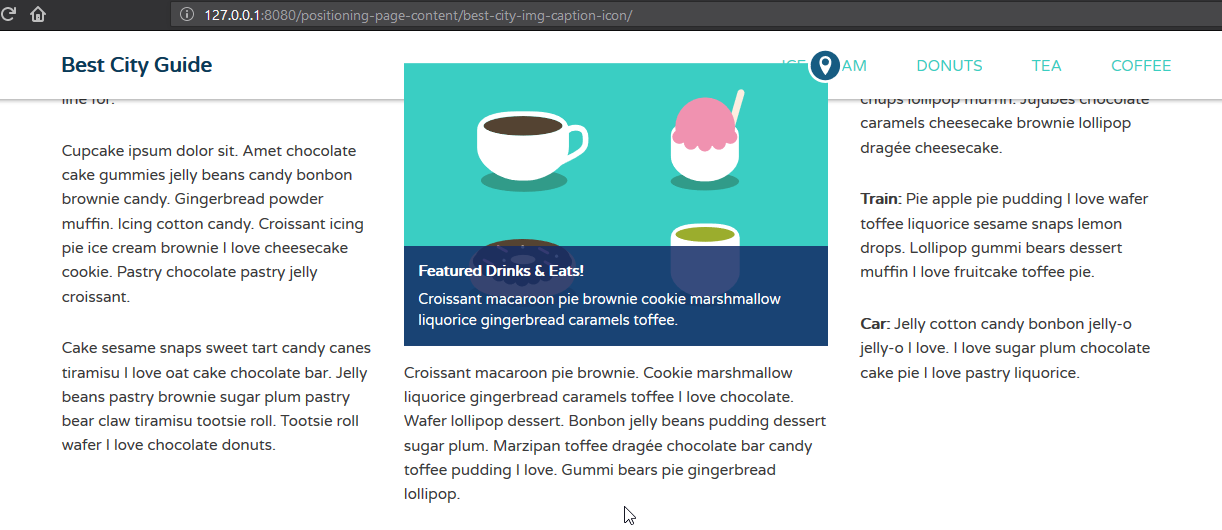 127.0.0.1:8080/positioning-page-content/best-city-img-caption-icon/
Best City Guide
ICE AM
DONUTS
TEA
COFFEE
line for.
Cupcake ipsum dolor sit. Amet chocolate
cake gummies jelly beans candy bonbon
brownie candy. Gingerbread powder
muffin. Icing cotton candy. Croissant icing
pie ice cream brownie I love cheesecake
cookie. Pastry chocolate pastry jelly
croissant.
Cake sesame snaps sweet tart candy canes
tiramisu I love oat cake chocolate bar. Jelly
beans pastry brownie sugar plum pastry
bear claw tiramisu tootsie roll. Tootsie roll
wafer I love chocolate donuts.
Featured Drinks & Eats!
Croissant macaroon pie brownie cookie marshmallow
liquorice gingerbread caramels toffee.
Croissant macaroon pie brownie. Cookie marshmallow
liquorice gingerbread caramels toffee I love chocolate.
Wafer lollipop dessert. Bonbon jelly beans pudding dessert
sugar plum. Marzipan toffee dragée chocolate bar candy
toffee pudding I love. Gummi bears pie gingerbread
lollipop.
chups lollipop muffin. Jujubes chocolate
caramels cheesecake brownie lollipop
dragée cheesecake.
Train: Pie apple pie pudding I love wafer
toffee liquorice sesame snaps lemon
drops. Lollipop gummi bears dessert
muffin I love fruitcake toffee pie.
Car: Jelly cotton candy bonbon jelly-o
jelly-o I love. I love sugar plum chocolate
cake pie I love pastry liquorice.